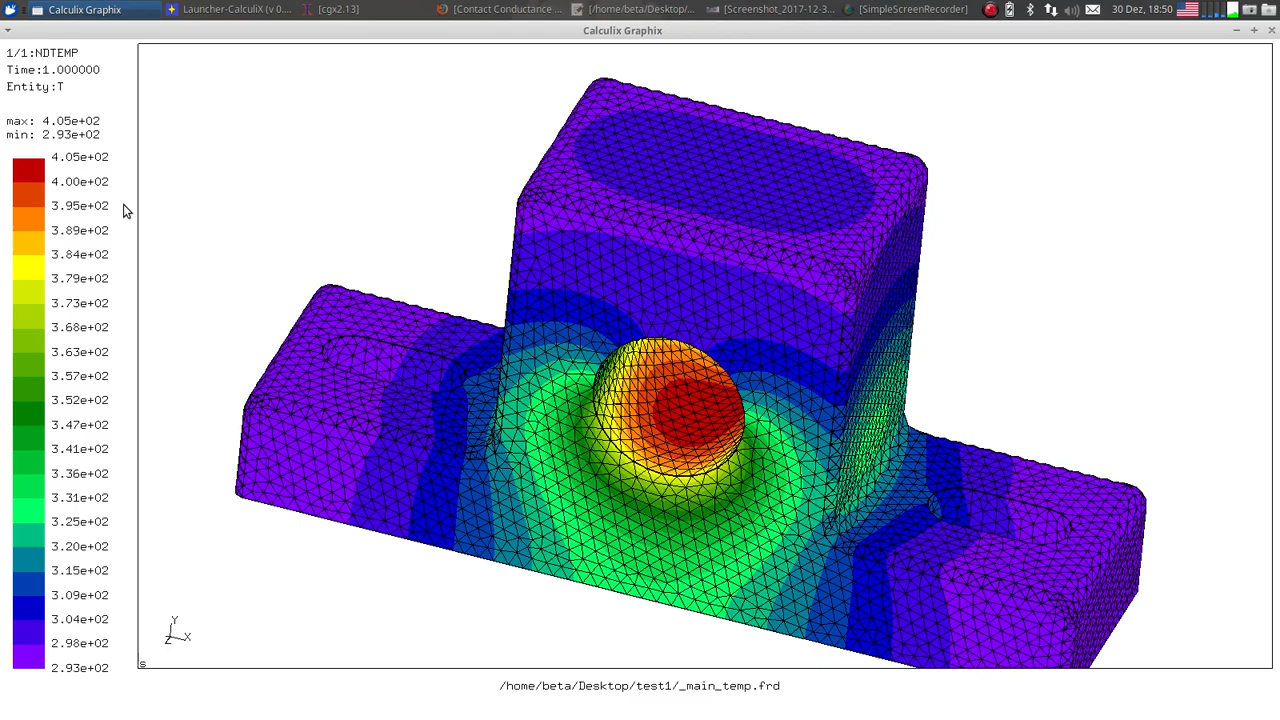 Calculix Graphix
Launcher-CalculiX (v 0....
[cgx2.13]
[Contact Conductance ...
[/home/beta/Desktop/...
[Screenshot_2017-12-3...
[SimpleScreenRecorder]
30 Dez, 18:50
Calculix Graphix
1/1:NDTEMP
Time:1.000000
Entity:T
max: 4.05e+02
min: 2.93e+02
4.05e+02
4.00e+02
3.95e+02
3.89e+02
3.84e+02
3.79e+02
3.73e+02
3.68e+02
3.63e+02
3.57e+02
3.52e+02
3.47e+02
3.41e+02
3.36e+02
3.31e+02
3.25e+02
3.20e+02
3.15e+02
3.09e+02
3.04e+02
2.98e+02
2.93e+02
Y
Z X
s
/home/beta/Desktop/test1/_main_temp.frd